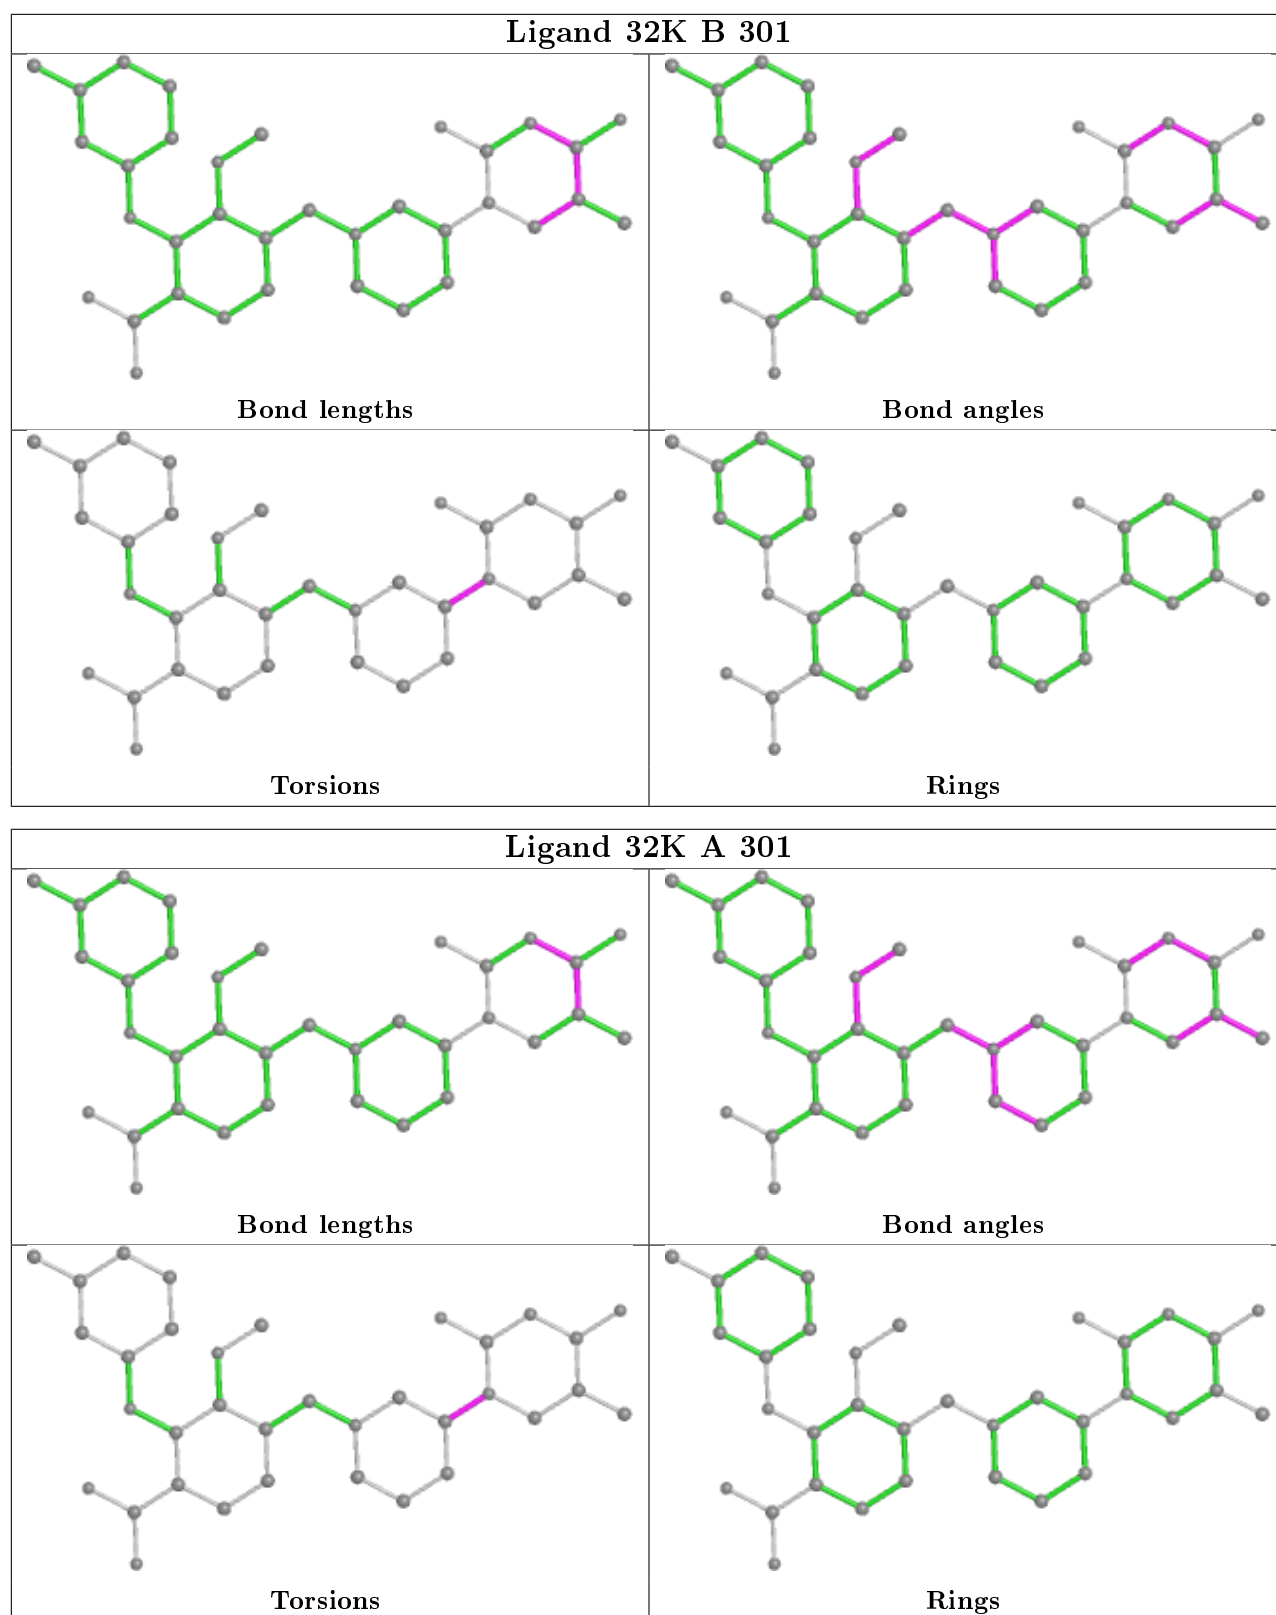 Ligand 32K B 301
Bond lengths
Bond angles
Torsions
Rings
Ligand 32K A 301
Bond lengths
Bond angles
Torsions
Rings